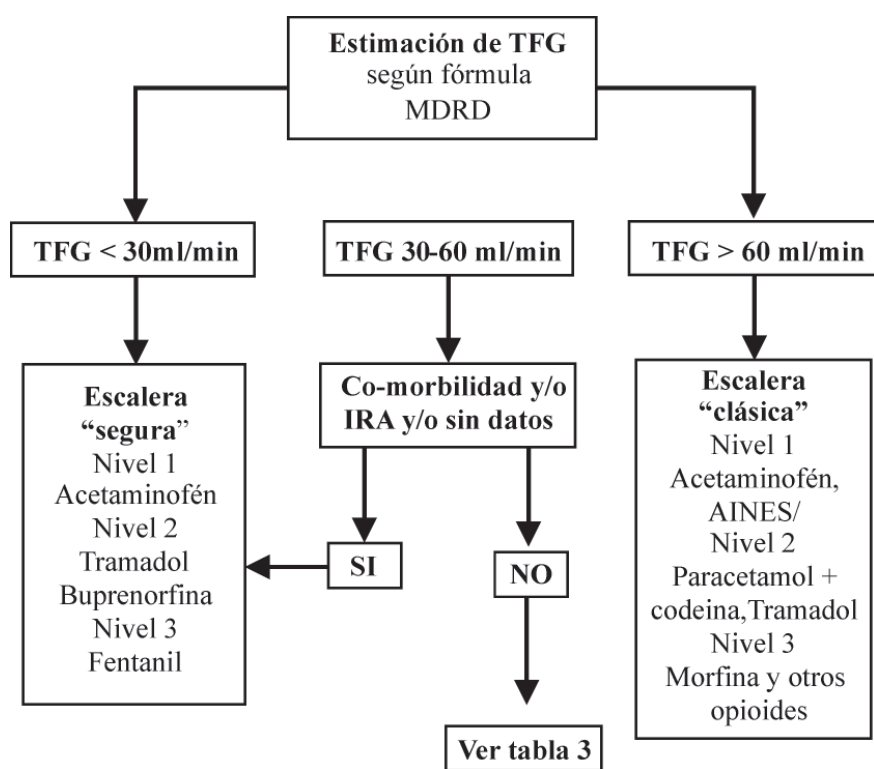 Estimación de TFG
según fórmula
MDRD
TFG < 30ml/min
TFG 30-60 ml/min
TFG > 60 ml/min
Escalera
“segura”
Nivel 1
Acetaminofén
Nivel 2
Tramadol
Buprenorfina
Nivel 3
Fentanil
Co-morbilidad y/o
IRA y/o sin datos
SI
NO
Ver tabla 3
Escalera
“clásica”
Nivel 1
Acetaminofén,
AINES/
Nivel 2
Paracetamol +
codeina,Tramadol
Nivel 3
Morfina y otros
opioides